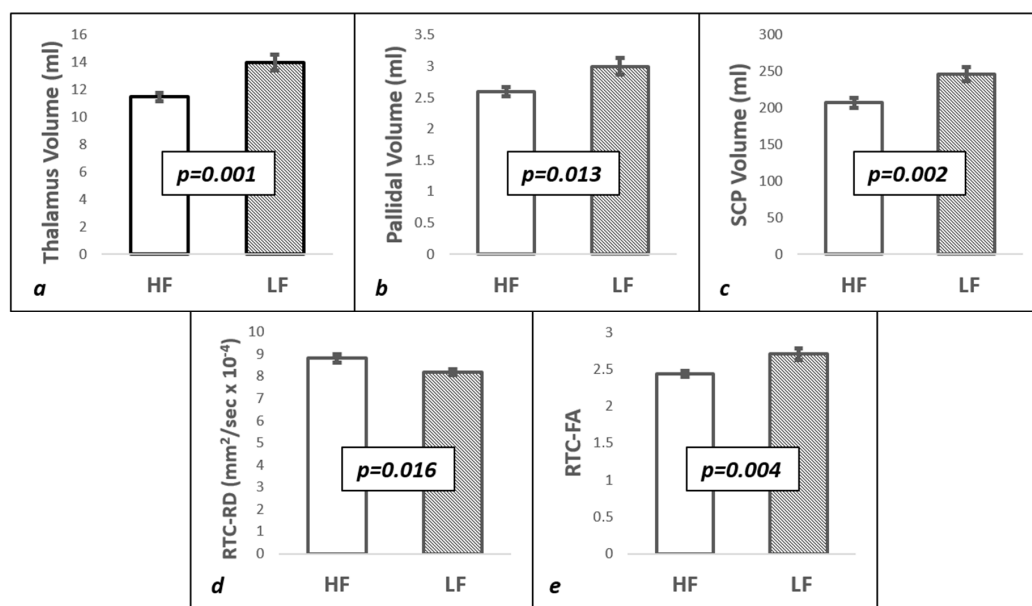 Thalamus Volume (ml)
16
14
12
10
8
6
4
2
0
p=0.001
HF LF
a
Pallidal Volume (ml)
3.5
3
2.5
2
1.5
1
0.5
0
p=0.013
HF LF
b
SCP Volume (ml)
300
250
200
150
100
50
0
p=0.002
HF LF
c
RTC-RD (mm²/sec x 10⁻⁴)
10
9
8
7
6
5
4
3
2
1
0
p=0.016
HF LF
d
RTC-FA
3
2.5
2
1.5
1
0.5
0
p=0.004
HF LF
e